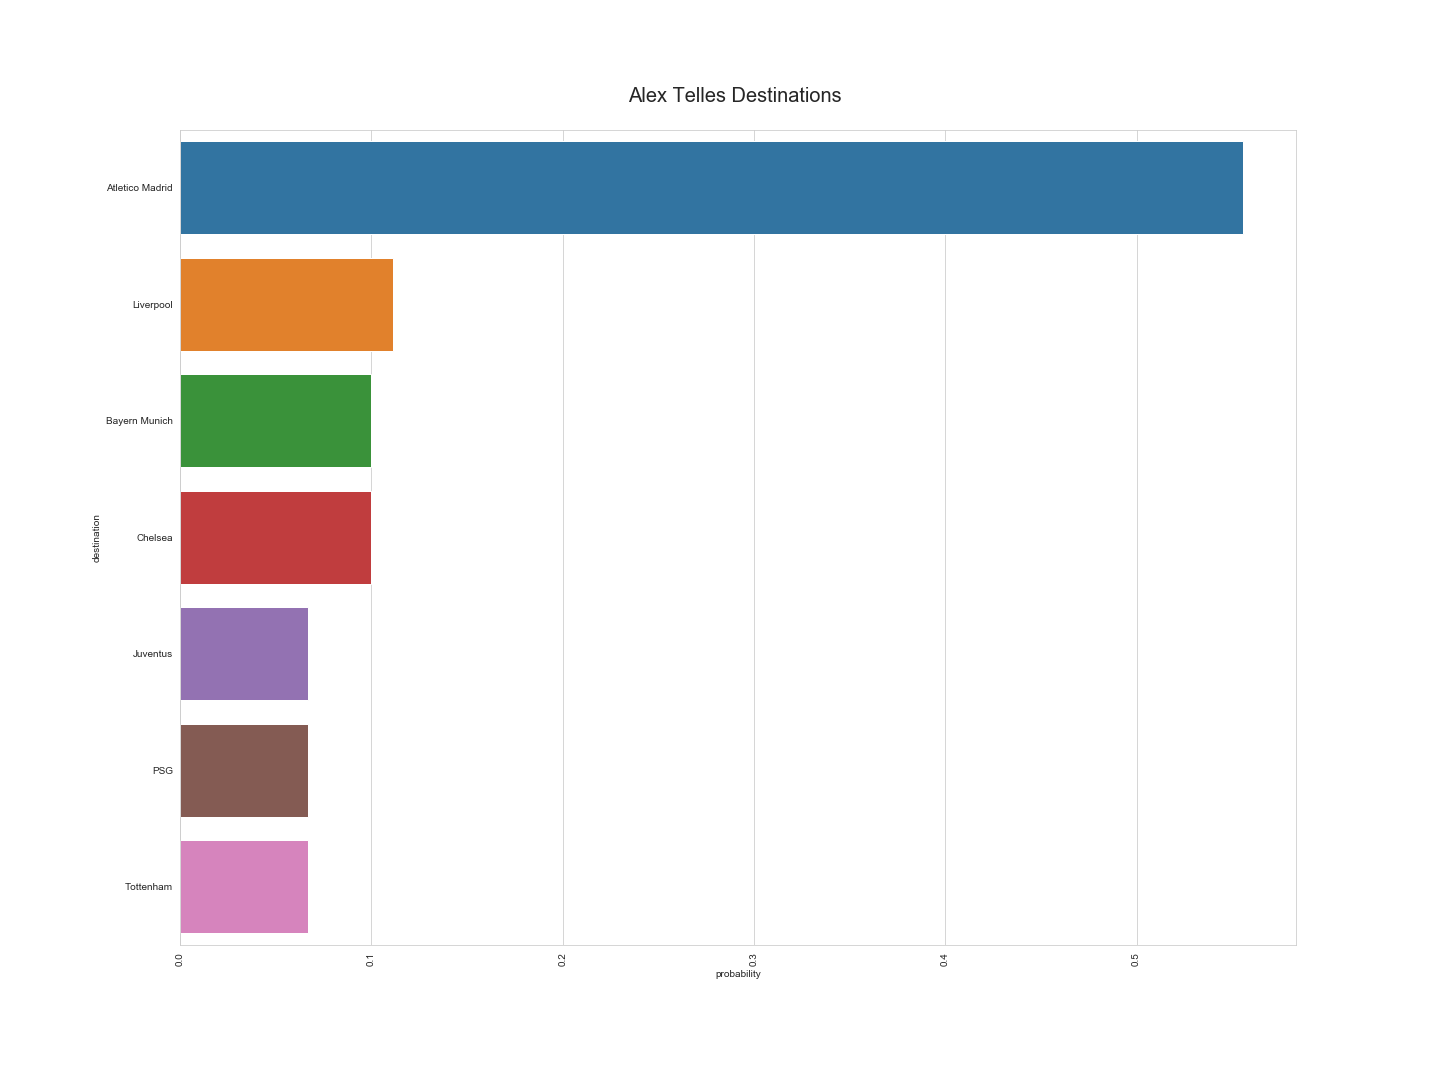 Alex Telles Destinations
Atletico Madrid
Liverpool
Bayern Munich
Chelsea
Juventus
PSG
Tottenham
destination
0.0
0.1
0.2
0.3
0.4
0.5
probability